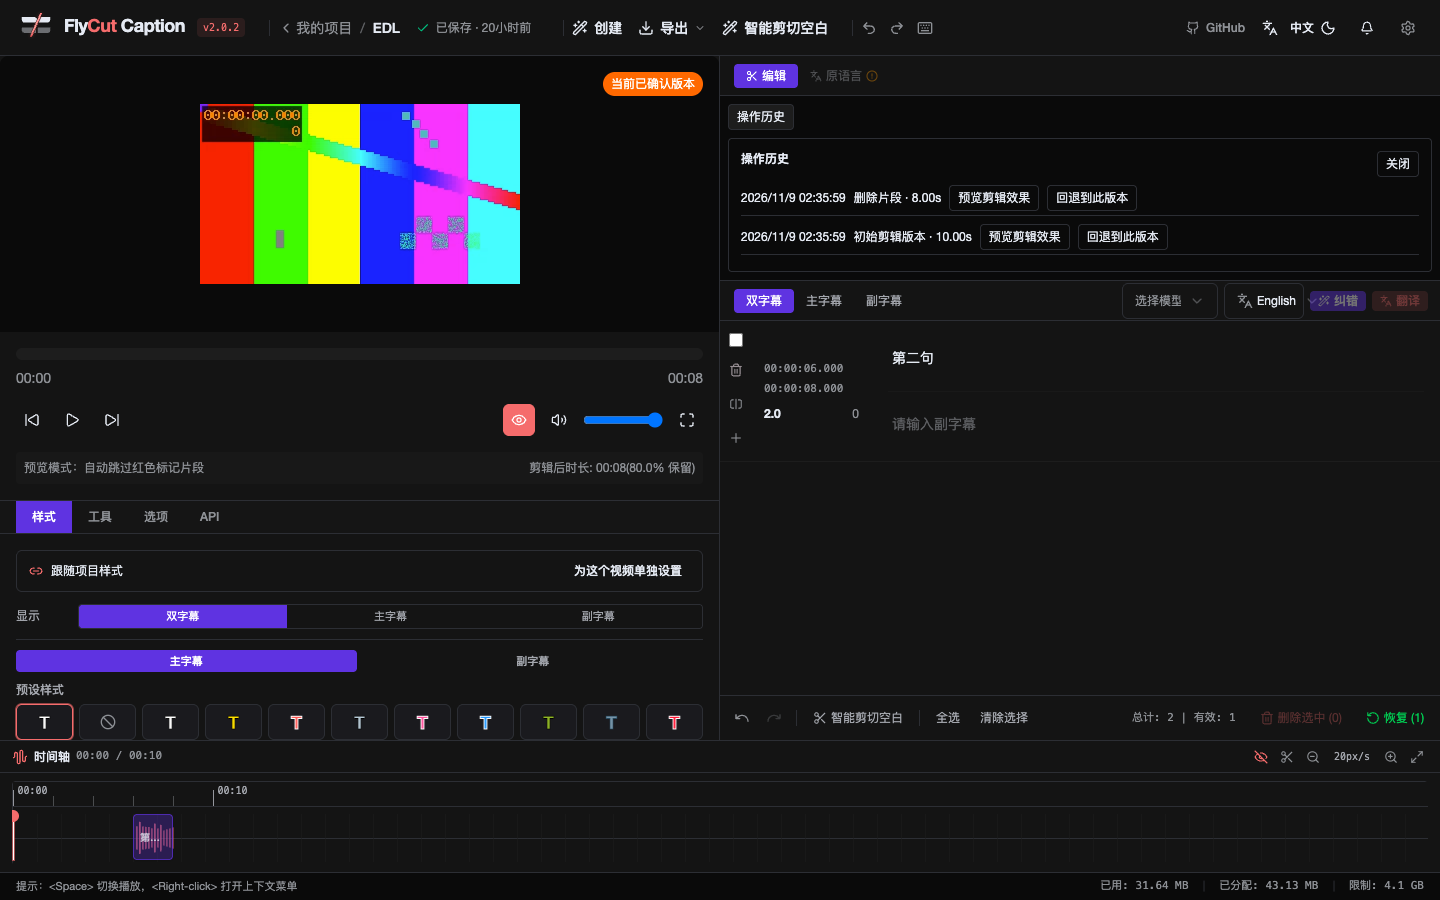 FlyCut Caption v2.0.2 我的项目 / EDL 已保存 · 20小时前 创建 导出 智能剪切空白 GitHub 中文
当前已确认版本
00:00:00.000
0
00:00 00:08
预览模式：自动跳过红色标记片段 剪辑后时长: 00:08(80.0% 保留)
样式 工具 选项 API
跟随项目样式 为这个视频单独设置
显示 双字幕 主字幕 副字幕
主字幕 副字幕
预设样式
T T T T T T T T T T
编辑 原语言
操作历史
操作历史 关闭
2026/11/9 02:35:59 删除片段 · 8.00s 预览剪辑效果 回退到此版本
2026/11/9 02:35:59 初始剪辑版本 · 10.00s 预览剪辑效果 回退到此版本
双字幕 主字幕 副字幕 选择模型 English 纠错 翻译
00:00:06.000 第二句
00:00:08.000
2.0 0 请输入副字幕
智能剪切空白 全选 清除选择 总计: 2 | 有效: 1 删除选中 (0) 恢复 (1)
时间轴 00:00 / 00:10 20px/s
00:00 00:10
第...
提示：<Space> 切换播放，<Right-click> 打开上下文菜单 已用: 31.64 MB 已分配: 43.13 MB 限制: 4.1 GB